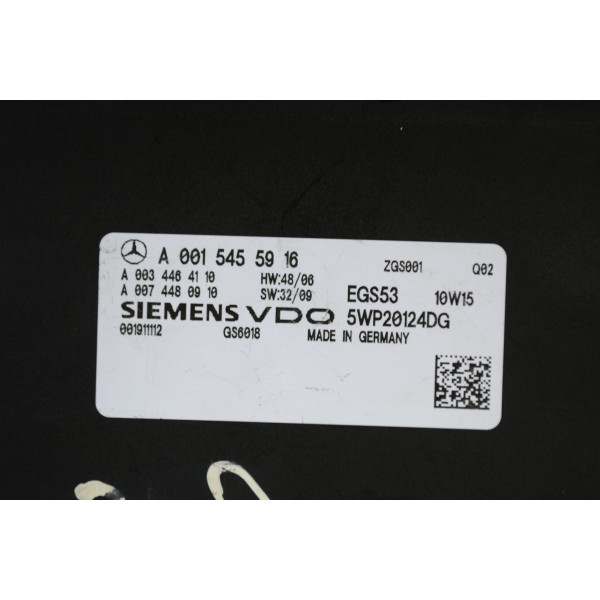 A 001 545 59 16 ZGS001 Q02
A 003 446 41 10 HW:48/06
A 007 448 09 10 SW:32/09 EGS53 10W15
SIEMENS VDO 5WP20124DG
001911112 GS6018 MADE IN GERMANY